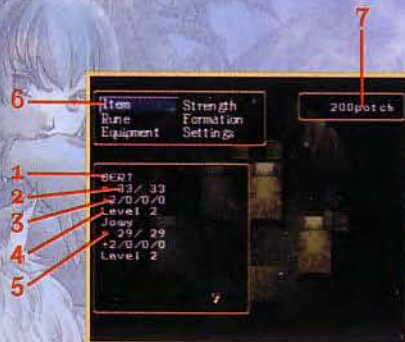 7
200potch
6
Item Strength
Rune Formation
Equipment Settings
1
BERT
2
33/ 33
3
2/0/0/0
4
Level 2
Jowy
5
29/ 29
2/0/0/0
Level 2